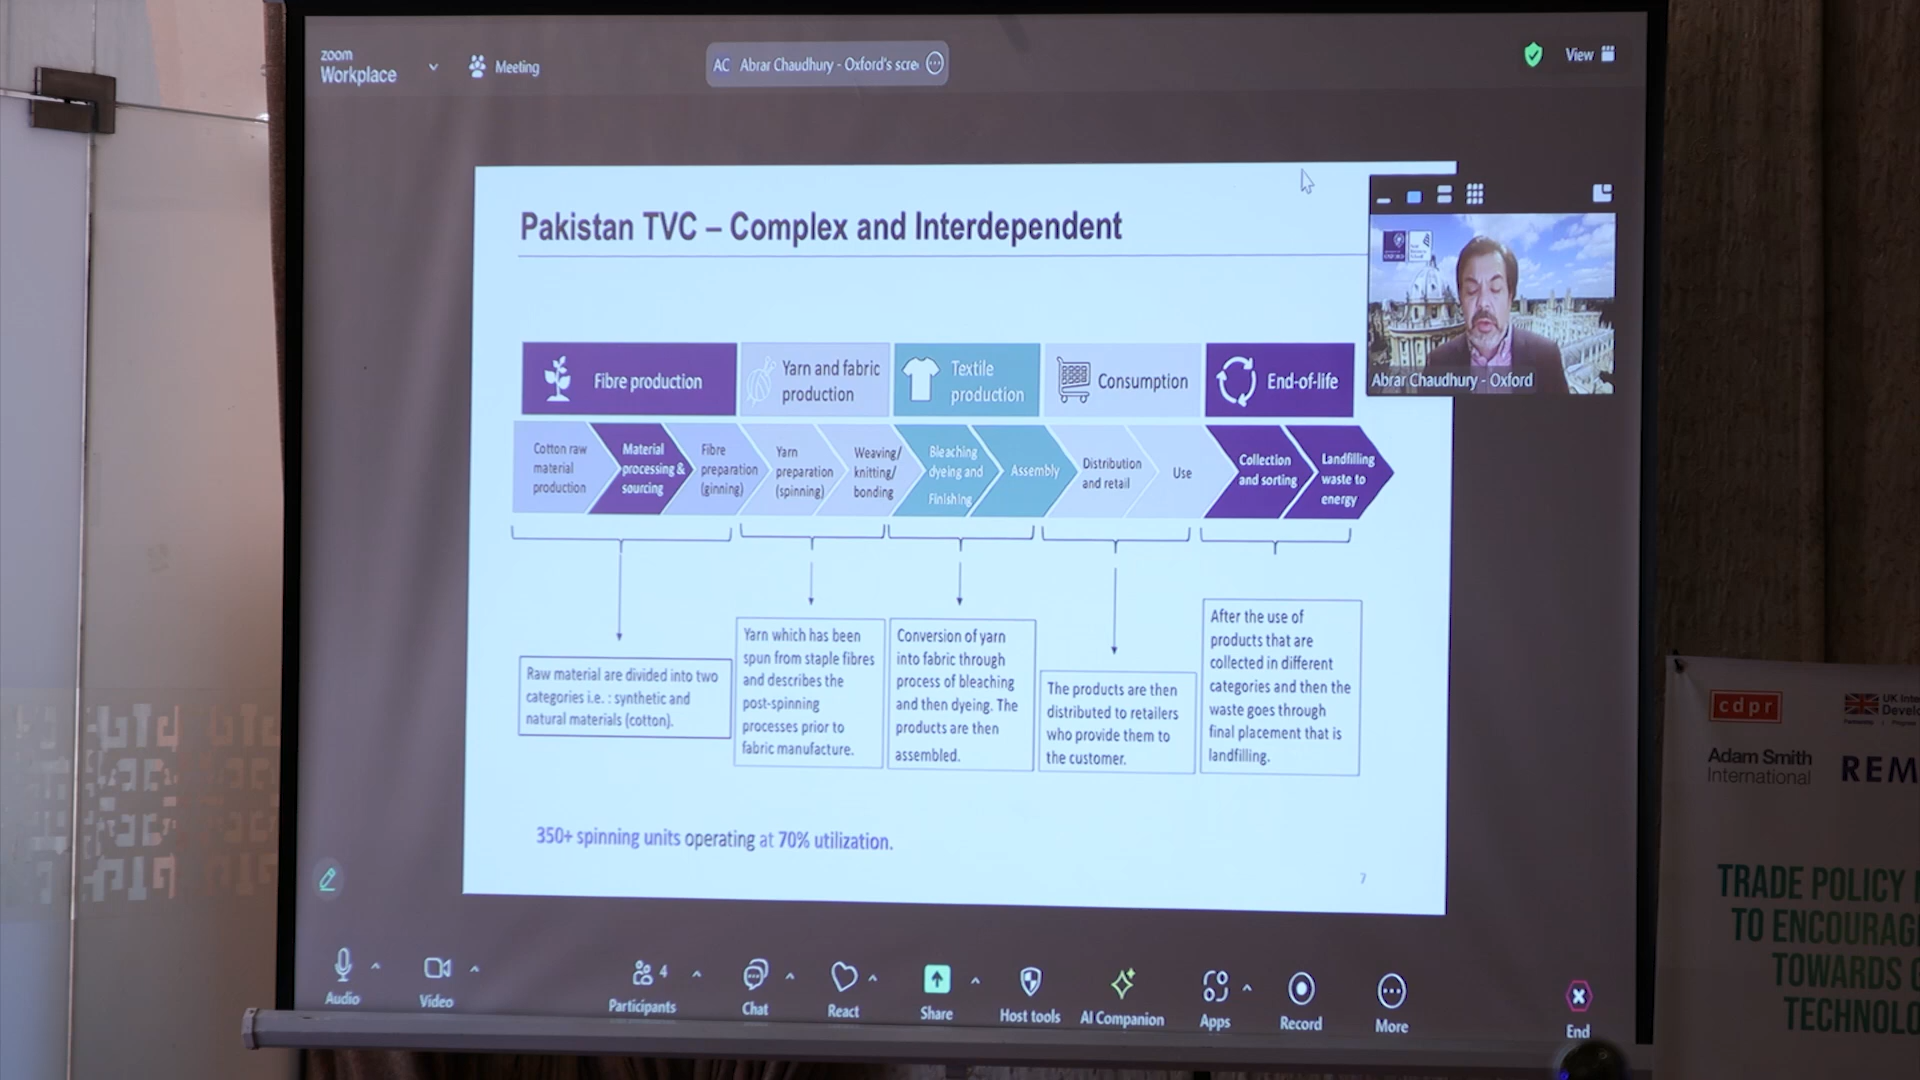 zoom
Workplace
Meeting
AC Abrar Chaudhury - Oxford's scre
View
Pakistan TVC – Complex and Interdependent
Abrar Chaudhury - Oxford
Fibre production
Yarn and fabric
production
Textile
production
Consumption
End-of-life
Cotton raw
material
production
Material
processing &
sourcing
Fibre
preparation
(ginning)
Yarn
preparation
(spinning)
Weaving/
knitting/
bonding
Bleaching
dyeing and
Finishing
Assembly
Distribution
and retail
Use
Collection
and sorting
Landfilling
waste to
energy
Raw material are divided into two
categories i.e. : synthetic and
natural materials (cotton).
Yarn which has been
spun from staple fibres
and describes the
post-spinning
processes prior to
fabric manufacture.
Conversion of yarn
into fabric through
process of bleaching
and then dyeing. The
products are then
assembled.
The products are then
distributed to retailers
who provide them to
the customer.
After the use of
products that are
collected in different
categories and then the
waste goes through
final placement that is
landfilling.
350+ spinning units operating at 70% utilization.
7
Audio
Video
4
Participants
Chat
React
Share
Host tools
AI Companion
Apps
Record
More
End
cdpr
UK Inte
Develo
Adam Smith
International
REM
TRADE POLICY
TO ENCOURAG
TOWARDS
TECHNOLO